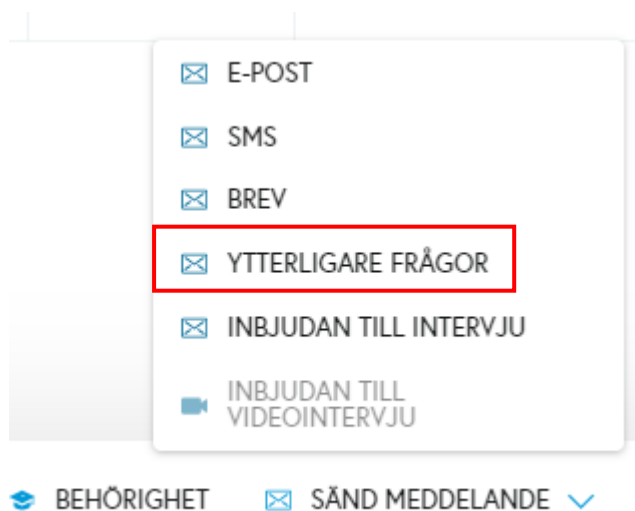 E-POST
SMS
BREV
YTTERLIGARE FRÅGOR
INBJUDAN TILL INTERVJU
INBJUDAN TILL
VIDEOINTERVJU
BEHÖRIGHET SÄND MEDDELANDE